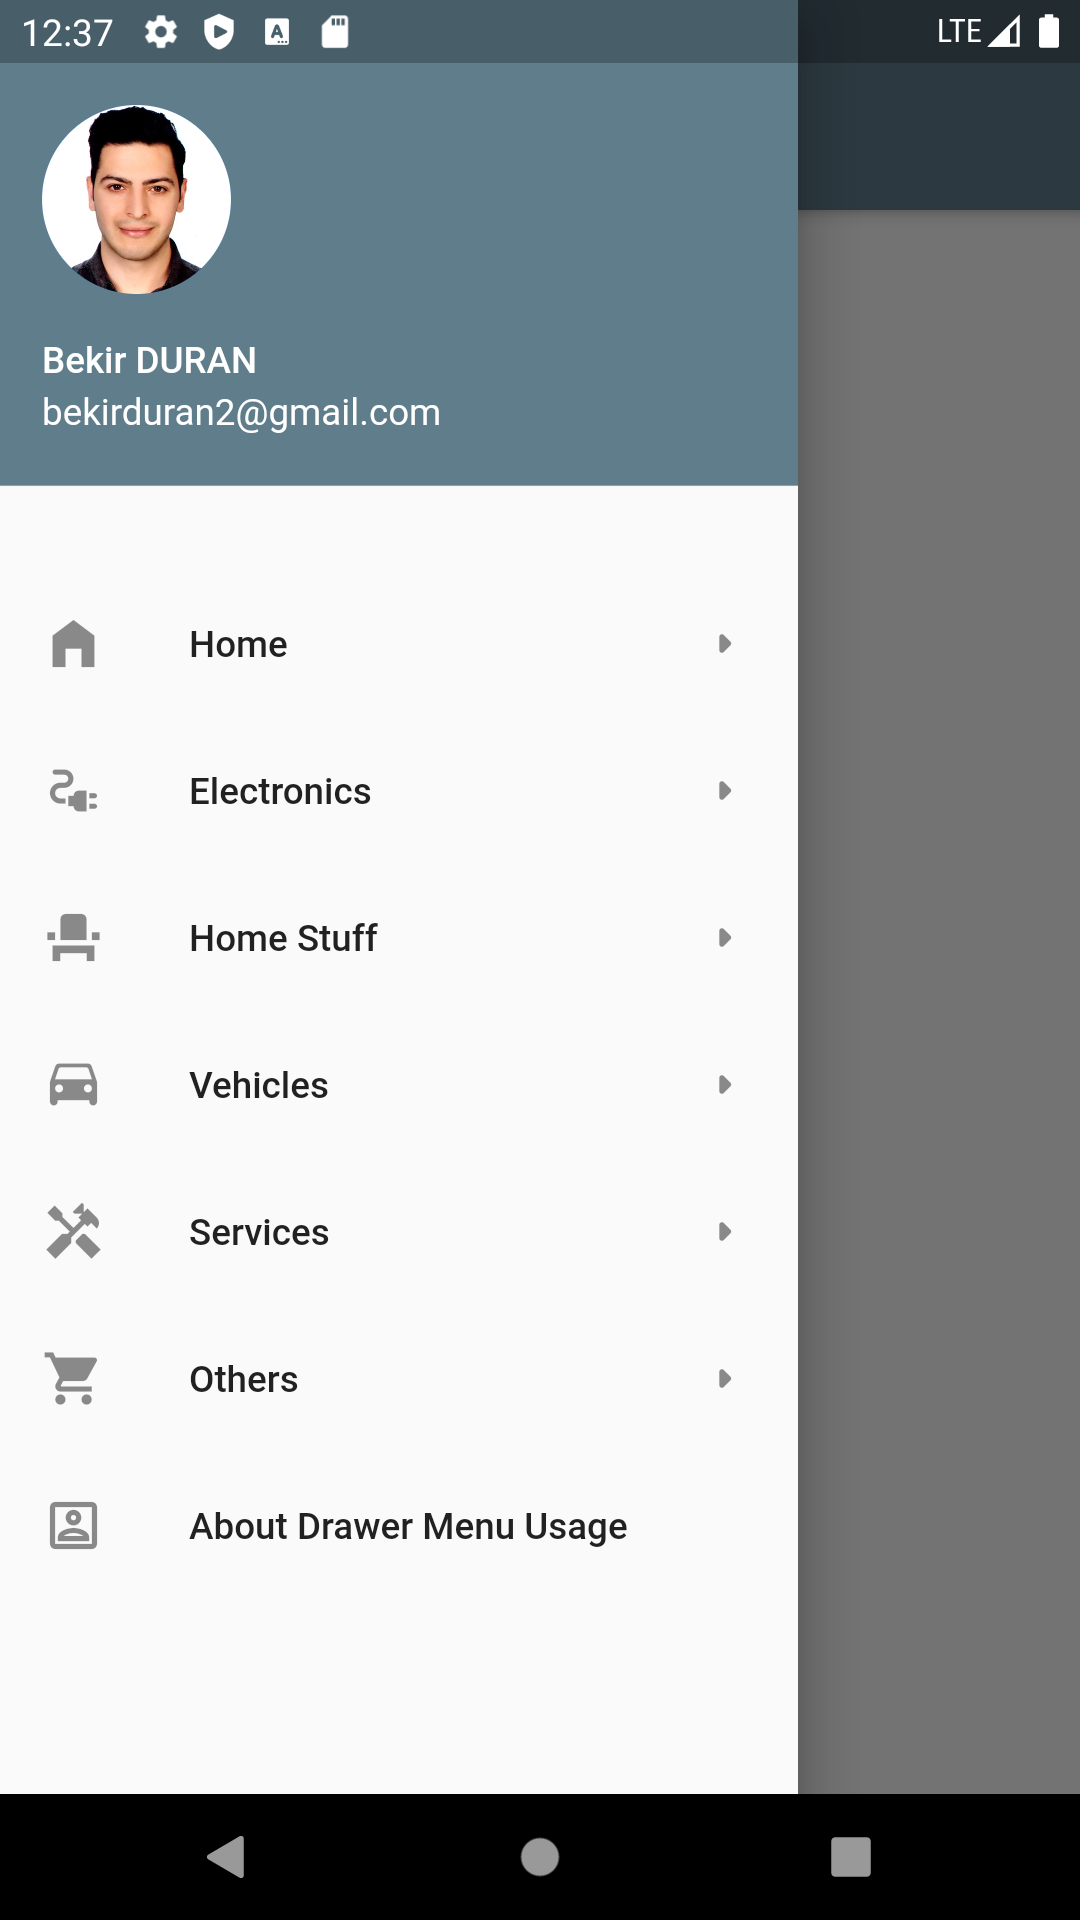 12:37
LTE
Bekir DURAN
bekirduran2@gmail.com
Home
Electronics
Home Stuff
Vehicles
Services
Others
About Drawer Menu Usage